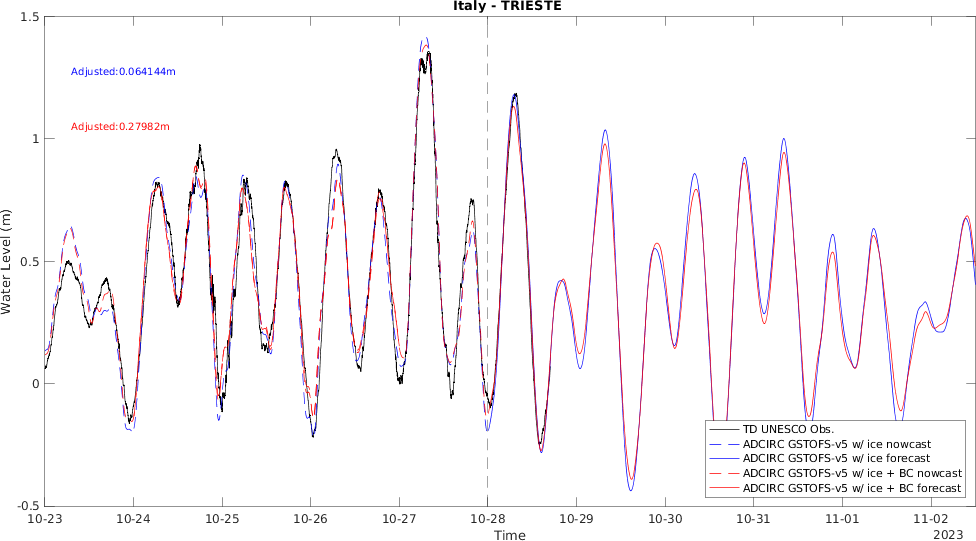 Italy - TRIESTE
1.5
1
0.5
0
-0.5
Water Level (m)
Adjusted:0.064144m
Adjusted:0.27982m
TD UNESCO Obs.
ADCIRC GSTOFS-v5 w/ ice nowcast
ADCIRC GSTOFS-v5 w/ ice forecast
ADCIRC GSTOFS-v5 w/ ice + BC nowcast
ADCIRC GSTOFS-v5 w/ ice + BC forecast
10-23 10-24 10-25 10-26 10-27 10-28 10-29 10-30 10-31 11-01 11-02
Time
2023